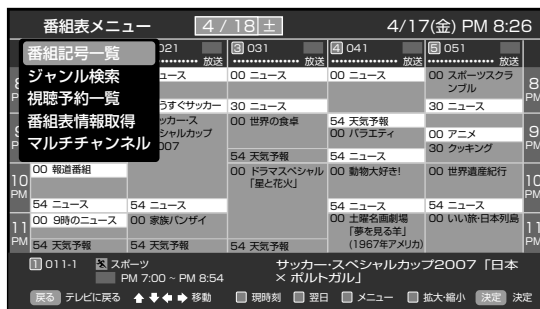 番組表メニュー 4/18 土 4/17(金) PM 8:26
番組記号一覧
ジャンル検索
視聴予約一覧
番組表情報取得
マルチチャンネル
021 3 031 4 041 5 051
放送 放送 放送 放送
ュース 00 ニュース 00 ニュース 00 スポーツスクラ
ンブル
うすぐサッカー 30 ニュース 30 ニュース
ッカー・ス 00 世界の食卓 54 天気予報
シャルカップ 00 バラエティ 00 アニメ
007 30 クッキング
54 天気予報 54 ニュース
00 報道番組 00 ドラマスペシャル 00 動物大好き! 00 世界遺産紀行
「星と花火」
54 ニュース 54 ニュース 54 ニュース 54 ニュース
00 9時のニュース 00 家族バンザイ 00 土曜名画劇場 00 いい旅・日本列島
「夢を見る羊」
54 天気予報 54 天気予報 54 天気予報 (1967年アメリカ)
8 PM 9 PM 10 PM 11 PM
8 PM 9 PM 10 PM 11 PM
1 011-1 スポーツ サッカー・スペシャルカップ2007「日本
PM 7:00 ~ PM 8:54 × ポルトガル」
戻る テレビに戻る 移動 現時刻 翌日 メニュー 拡大・縮小 決定 決定